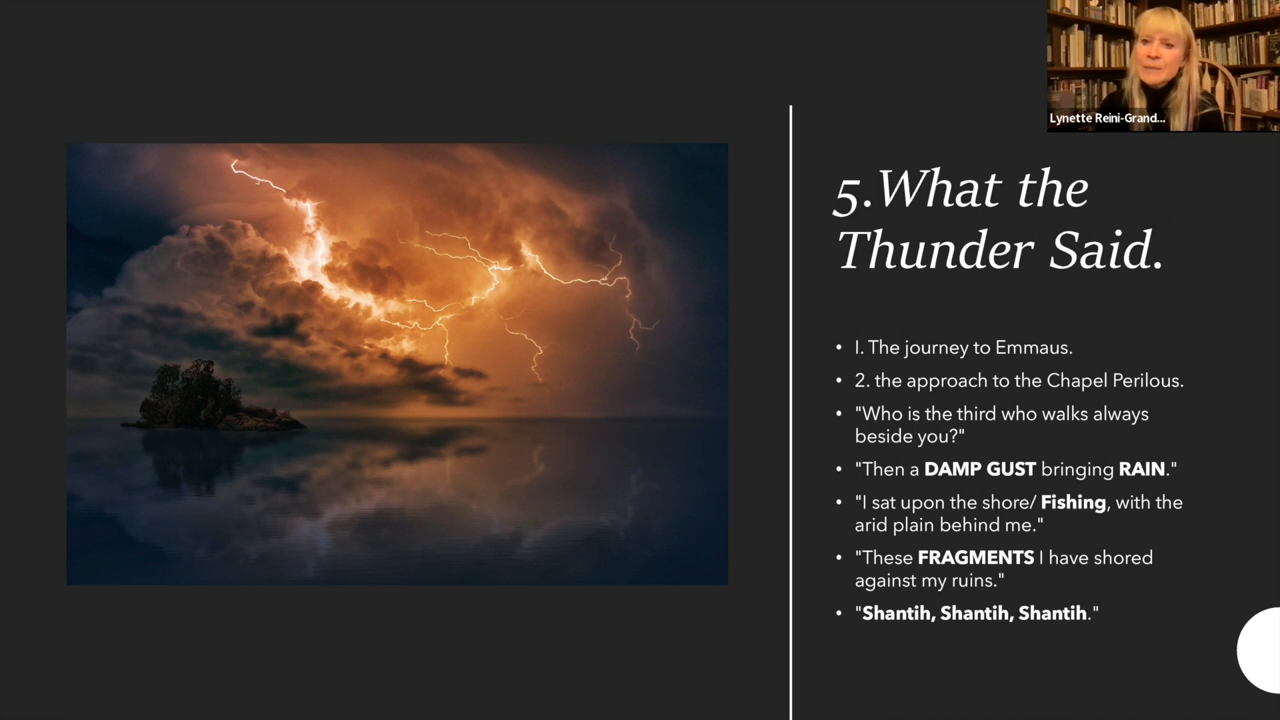 Lynette Reini-Grand...
5.What the
Thunder Said.
• I. The journey to Emmaus.
• 2. the approach to the Chapel Perilous.
• "Who is the third who walks always
beside you?"
• "Then a DAMP GUST bringing RAIN."
• "I sat upon the shore/ Fishing, with the
arid plain behind me."
• "These FRAGMENTS I have shored
against my ruins."
• "Shantih, Shantih, Shantih."